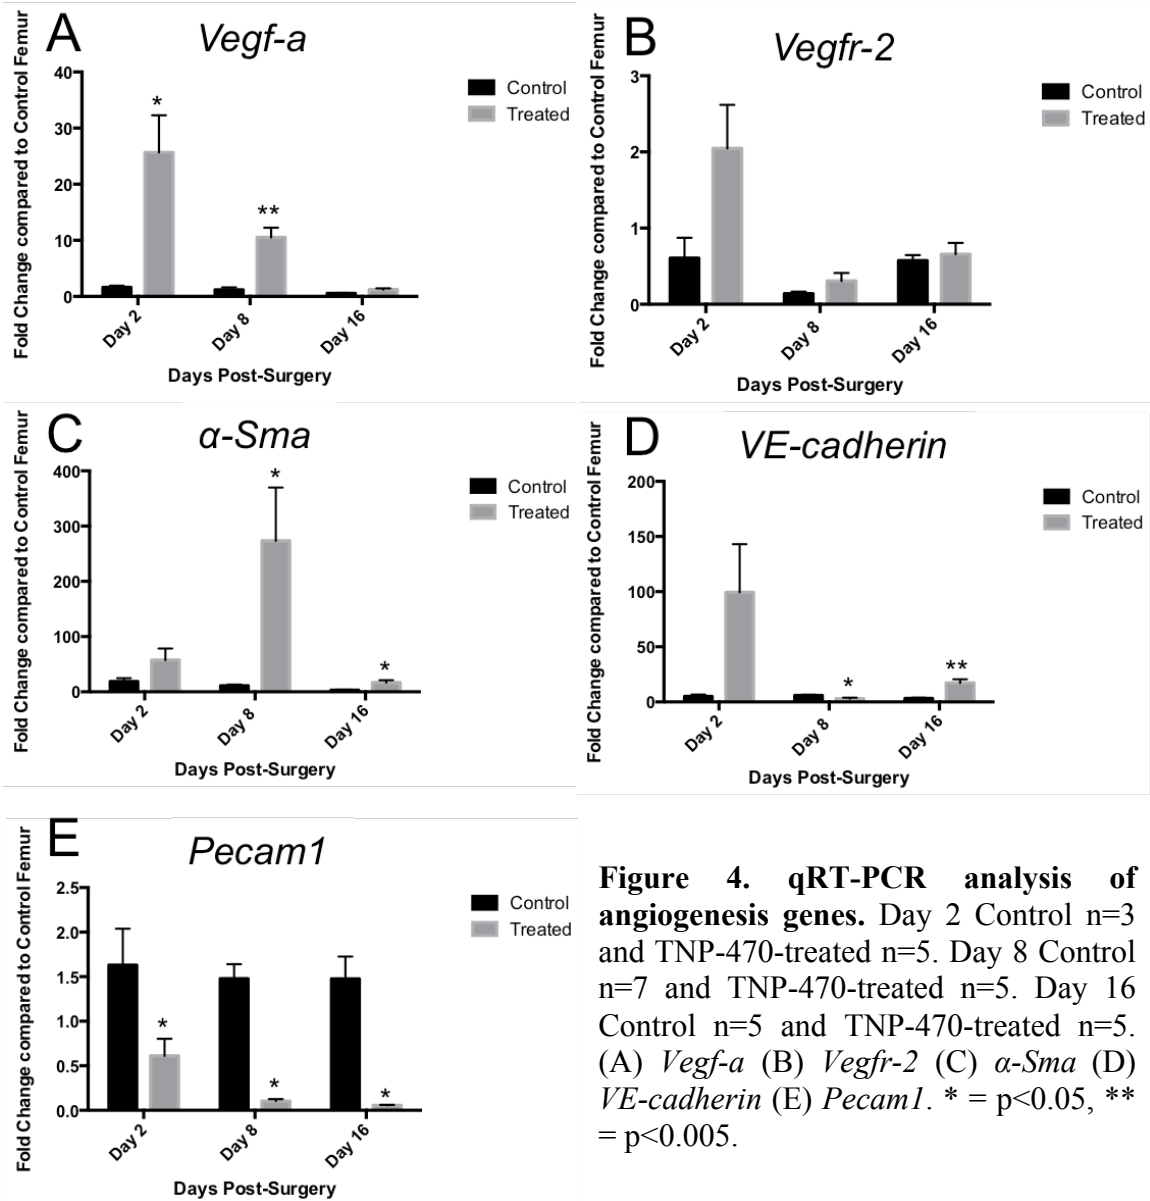 A
Vegf-a
Fold Change compared to Control Femur
40
30
20
10
0
*
**
Control
Treated
Day 2
Day 8
Day 16
Days Post-Surgery
B
Vegfr-2
Fold Change compared to Control Femur
3
2
1
0
Control
Treated
Day 2
Day 8
Day 16
Days Post-Surgery
C
α-Sma
Fold Change compared to Control Femur
400
300
200
100
0
*
*
Control
Treated
Day 2
Day 8
Day 16
Days Post-Surgery
D
VE-cadherin
Fold Change compared to Control Femur
200
150
100
50
0
*
**
Control
Treated
Day 2
Day 8
Day 16
Days Post-Surgery
E
Pecam1
Fold Change compared to Control Femur
2.5
2.0
1.5
1.0
0.5
0.0
*
*
*
Control
Treated
Day 2
Day 8
Day 16
Days Post-Surgery
Figure 4. qRT-PCR analysis of
angiogenesis genes. Day 2 Control n=3
and TNP-470-treated n=5. Day 8 Control
n=7 and TNP-470-treated n=5. Day 16
Control n=5 and TNP-470-treated n=5.
(A) Vegf-a (B) Vegfr-2 (C) α-Sma (D)
VE-cadherin (E) Pecam1. * = p<0.05, **
= p<0.005.